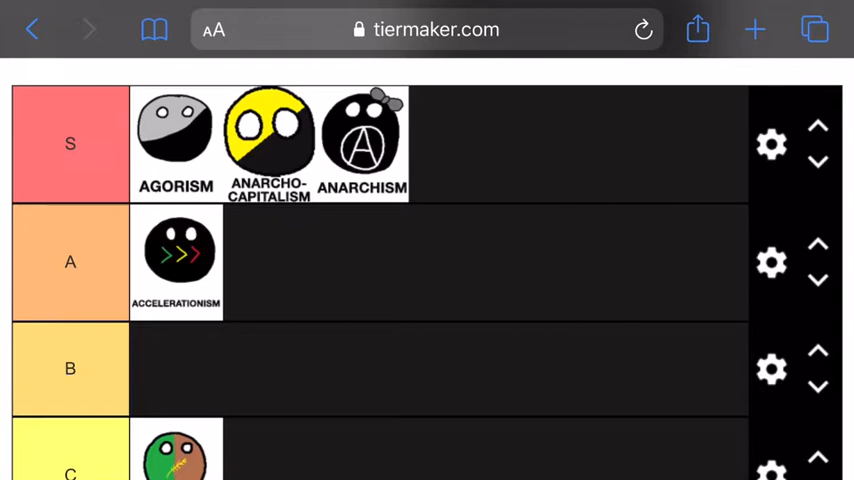 AA tiermaker.com
S
AGORISM
ANARCHO-
CAPITALISM
ANARCHISM
A
A
>>>
ACCELERATIONISM
B
C